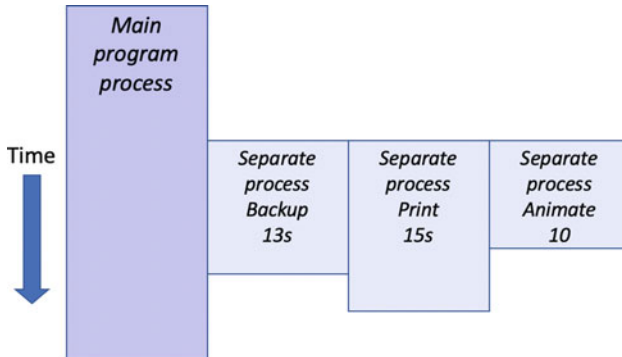 Main
program
process
Time
Separate
process
Backup
13s
Separate
process
Print
15s
Separate
process
Animate
10